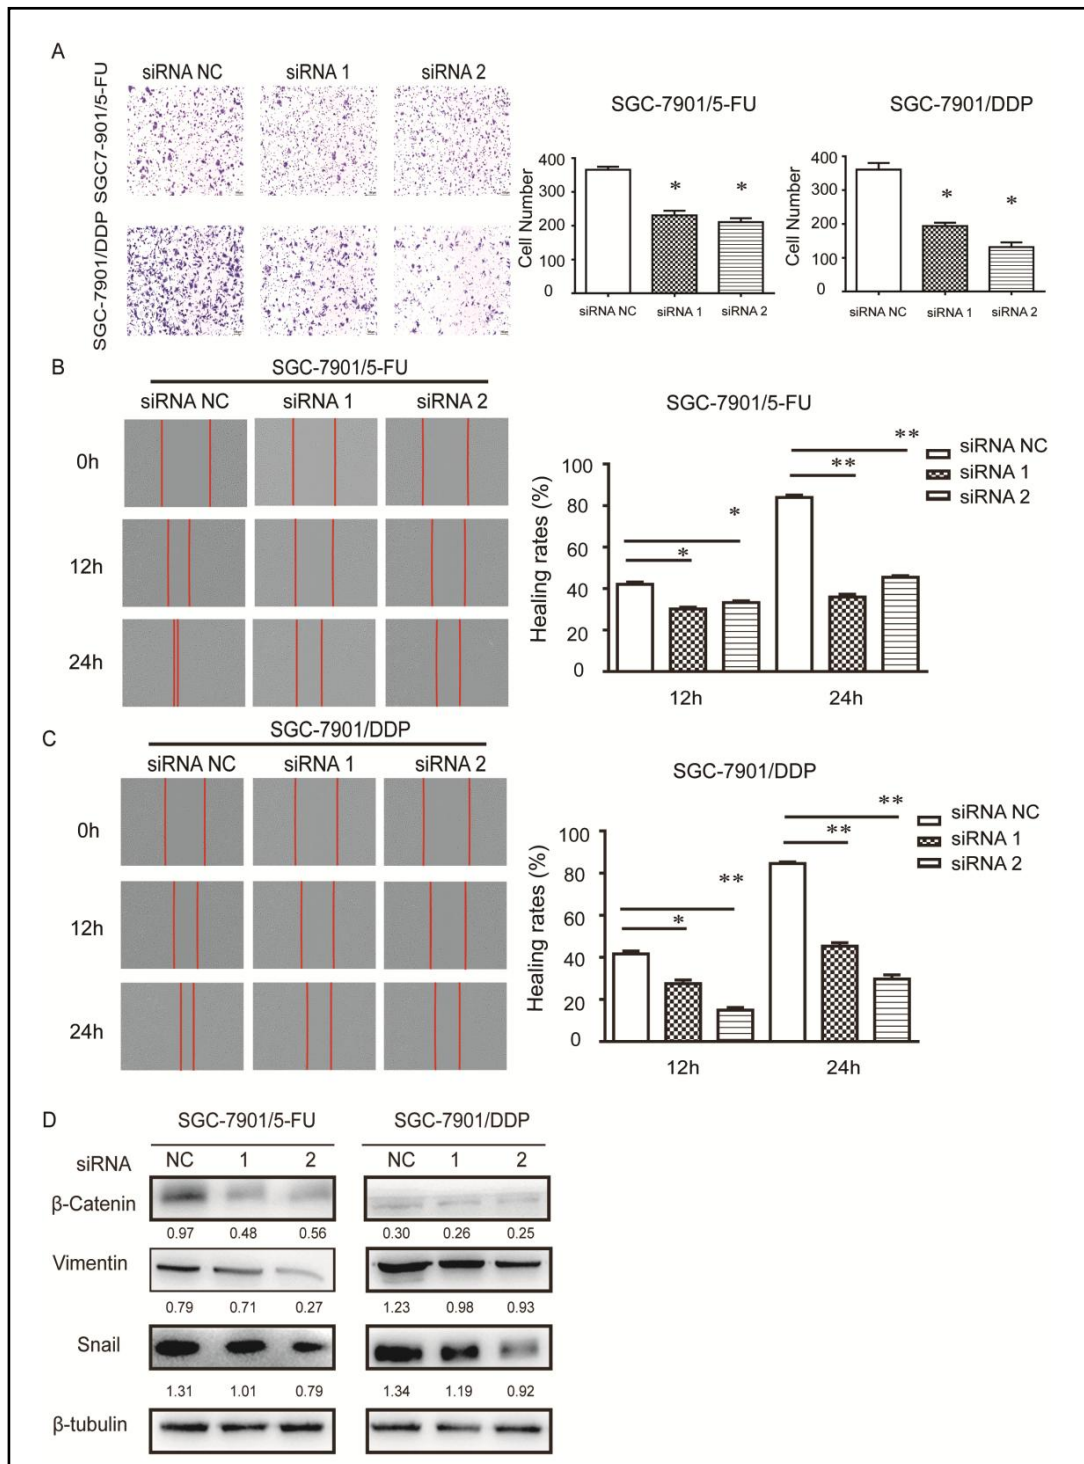 A
siRNA NC siRNA 1 siRNA 2
SGC7-901/5-FU
SGC-7901/DDP
SGC-7901/5-FU
400
300
200
100
0
Cell Number
* *
siRNA NC siRNA 1 siRNA 2
SGC-7901/DDP
400
300
200
100
0
Cell Number
* *
siRNA NC siRNA 1 siRNA 2
B
SGC-7901/5-FU
siRNA NC siRNA 1 siRNA 2
0h
12h
24h
SGC-7901/5-FU
siRNA NC
siRNA 1
siRNA 2
100
80
60
40
20
0
Healing rates (%)
* * ** **
12h 24h
C
SGC-7901/DDP
siRNA NC siRNA 1 siRNA 2
0h
12h
24h
SGC-7901/DDP
siRNA NC
siRNA 1
siRNA 2
100
80
60
40
20
0
Healing rates (%)
* ** ** **
12h 24h
D
SGC-7901/5-FU SGC-7901/DDP
siRNA NC 1 2 NC 1 2
β-Catenin
0.97 0.48 0.56 0.30 0.26 0.25
Vimentin
0.79 0.71 0.27 1.23 0.98 0.93
Snail
1.31 1.01 0.79 1.34 1.19 0.92
β-tubulin